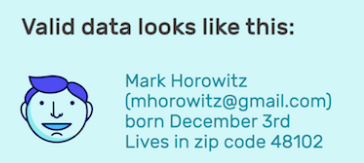 Valid data looks like this:
Mark Horowitz
(mhorowitz@gmail.com)
born December 3rd
Lives in zip code 48102